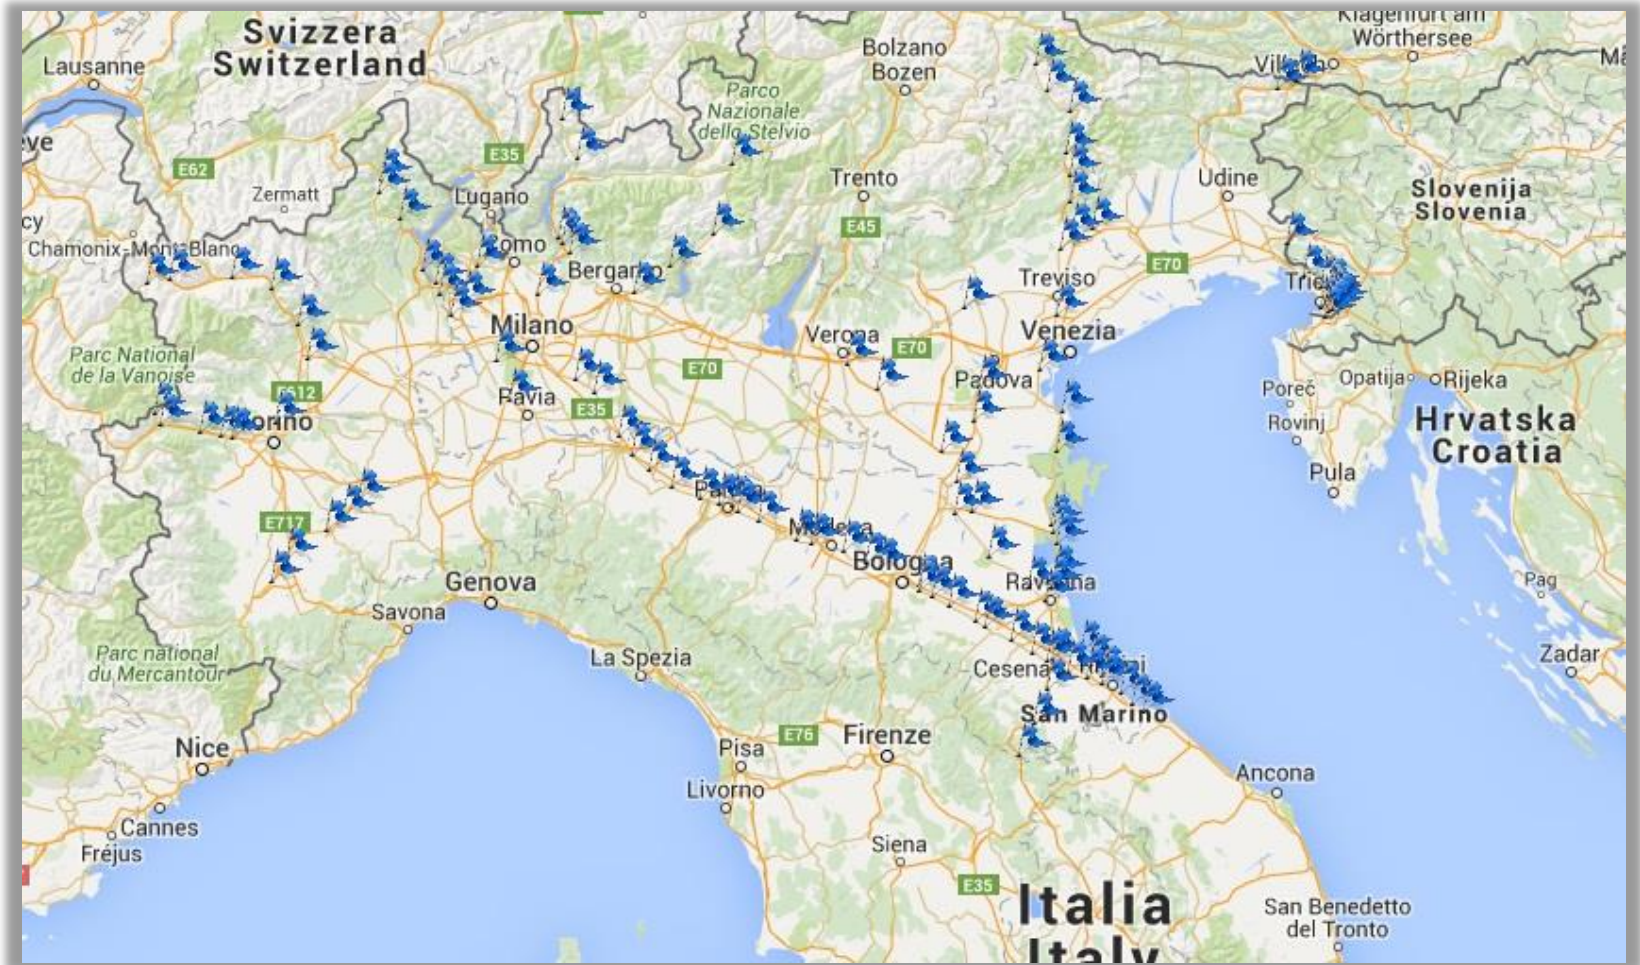 Klagenfurt am
Wörthersee
Svizzera
Switzerland
Lausanne
Bolzano
Bozen
Parco
Nazionale
dello Stelvio
E62
E35
Zermatt
Lugano
Trento
Udine
Slovenija
Slovenia
E45
Chamonix-Mont-Blanc
Como
Bergamo
Treviso
E70
Milano
Verona
E70
Venezia
Parc National
de la Vanoise
E70
Padova
Opatija
Rijeka
Poreč
E612
Pavia
E35
Rovinj
Hrvatska
Croatia
Torino
Pula
E717
Modena
Bologna
Genova
Ravenna
Pag
Savona
Parc national
du Mercantour
La Spezia
Cesena
Rimini
Zadar
San Marino
Nice
Pisa
E76
Firenze
Livorno
Ancona
Cannes
Fréjus
Siena
E35
Italia
Italy
San Benedetto
del Tronto